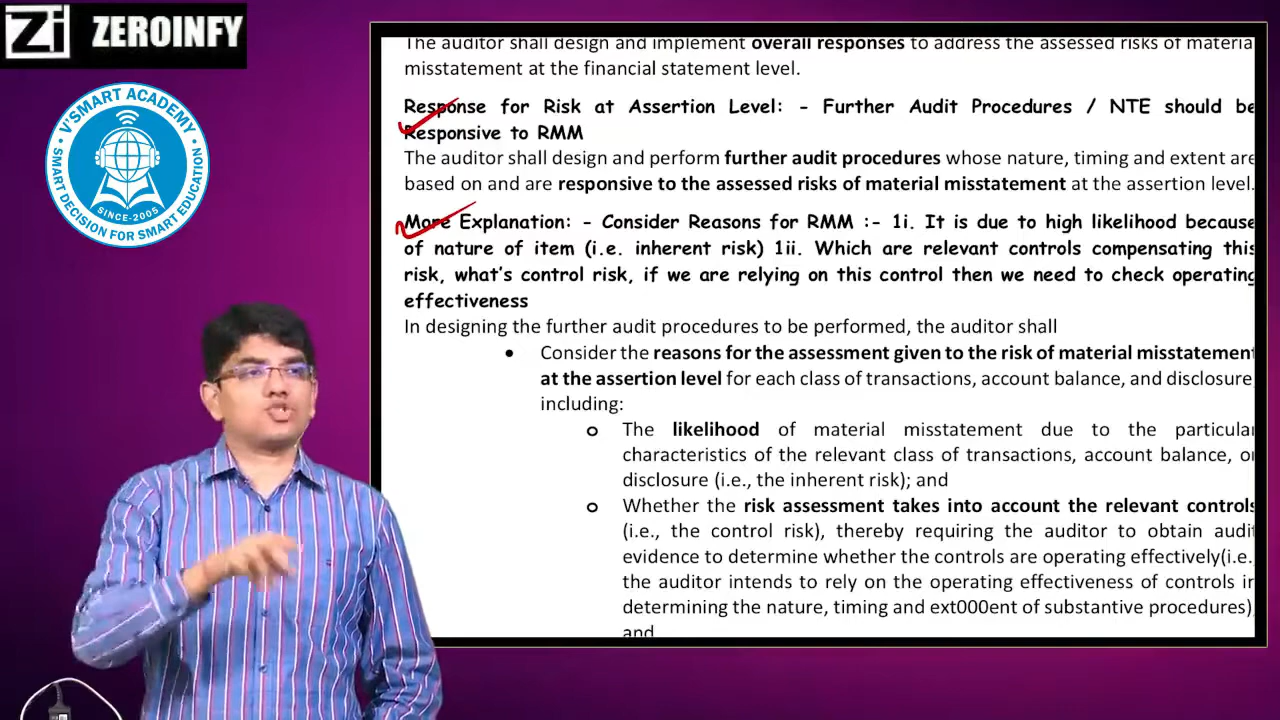 Zi ZEROINFY
V'SMART ACADEMY
SINCE-2005
SMART DECISION FOR SMART EDUCATION
The auditor shall design and implement overall responses to address the assessed risks of materia
misstatement at the financial statement level.
Response for Risk at Assertion Level: - Further Audit Procedures / NTE should be
Responsive to RMM
The auditor shall design and perform further audit procedures whose nature, timing and extent are
based on and are responsive to the assessed risks of material misstatement at the assertion level.
More Explanation: - Consider Reasons for RMM :- 1i. It is due to high likelihood because
of nature of item (i.e. inherent risk) 1ii. Which are relevant controls compensating this
risk, what's control risk, if we are relying on this control then we need to check operating
effectiveness
In designing the further audit procedures to be performed, the auditor shall
• Consider the reasons for the assessment given to the risk of material misstatement
at the assertion level for each class of transactions, account balance, and disclosure,
including:
o The likelihood of material misstatement due to the particular
characteristics of the relevant class of transactions, account balance, or
disclosure (i.e., the inherent risk); and
o Whether the risk assessment takes into account the relevant controls
(i.e., the control risk), thereby requiring the auditor to obtain audit
evidence to determine whether the controls are operating effectively(i.e.
the auditor intends to rely on the operating effectiveness of controls in
determining the nature, timing and ext000ent of substantive procedures)
and